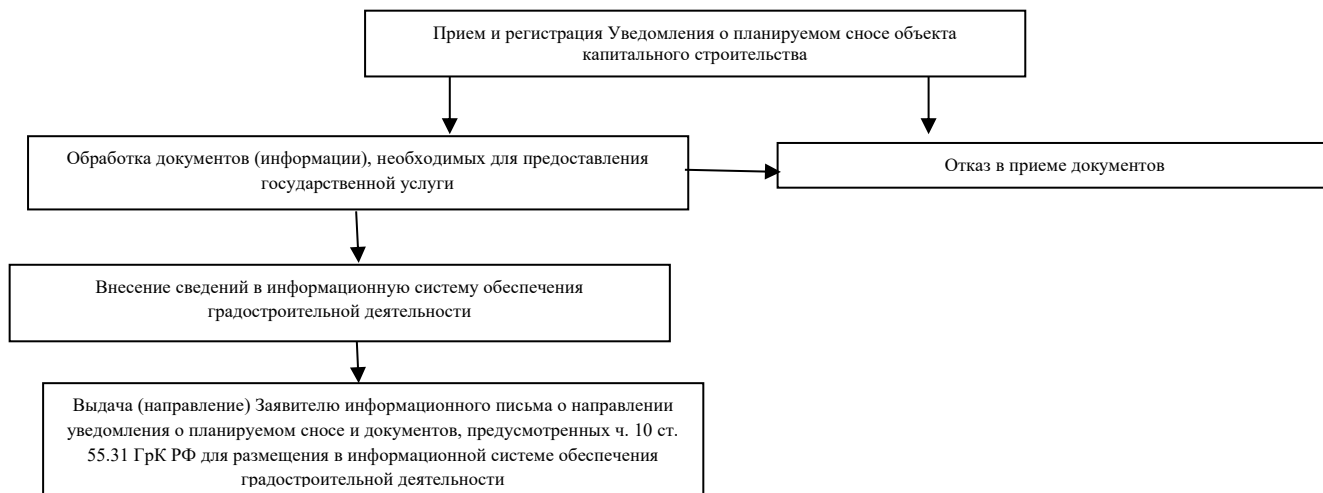 Прием и регистрация Уведомления о планируемом сносе объекта
капитального строительства
Обработка документов (информации), необходимых для предоставления
государственной услуги
Отказ в приеме документов
Внесение сведений в информационную систему обеспечения
градостроительной деятельности
Выдача (направление) Заявителю информационного письма о направлении
уведомления о планируемом сносе и документов, предусмотренных ч. 10 ст.
55.31 ГрК РФ для размещения в информационной системе обеспечения
градостроительной деятельности